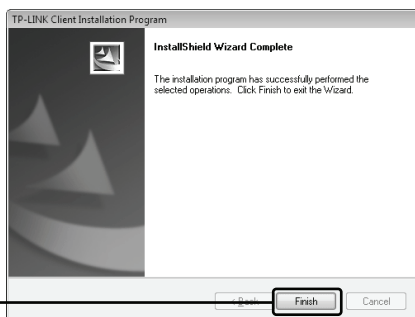 TP-LINK Client Installation Program
InstallShield Wizard Complete
The installation program has successfully performed the
selected operations. Click Finish to exit the Wizard.
< Back
Finish
Cancel